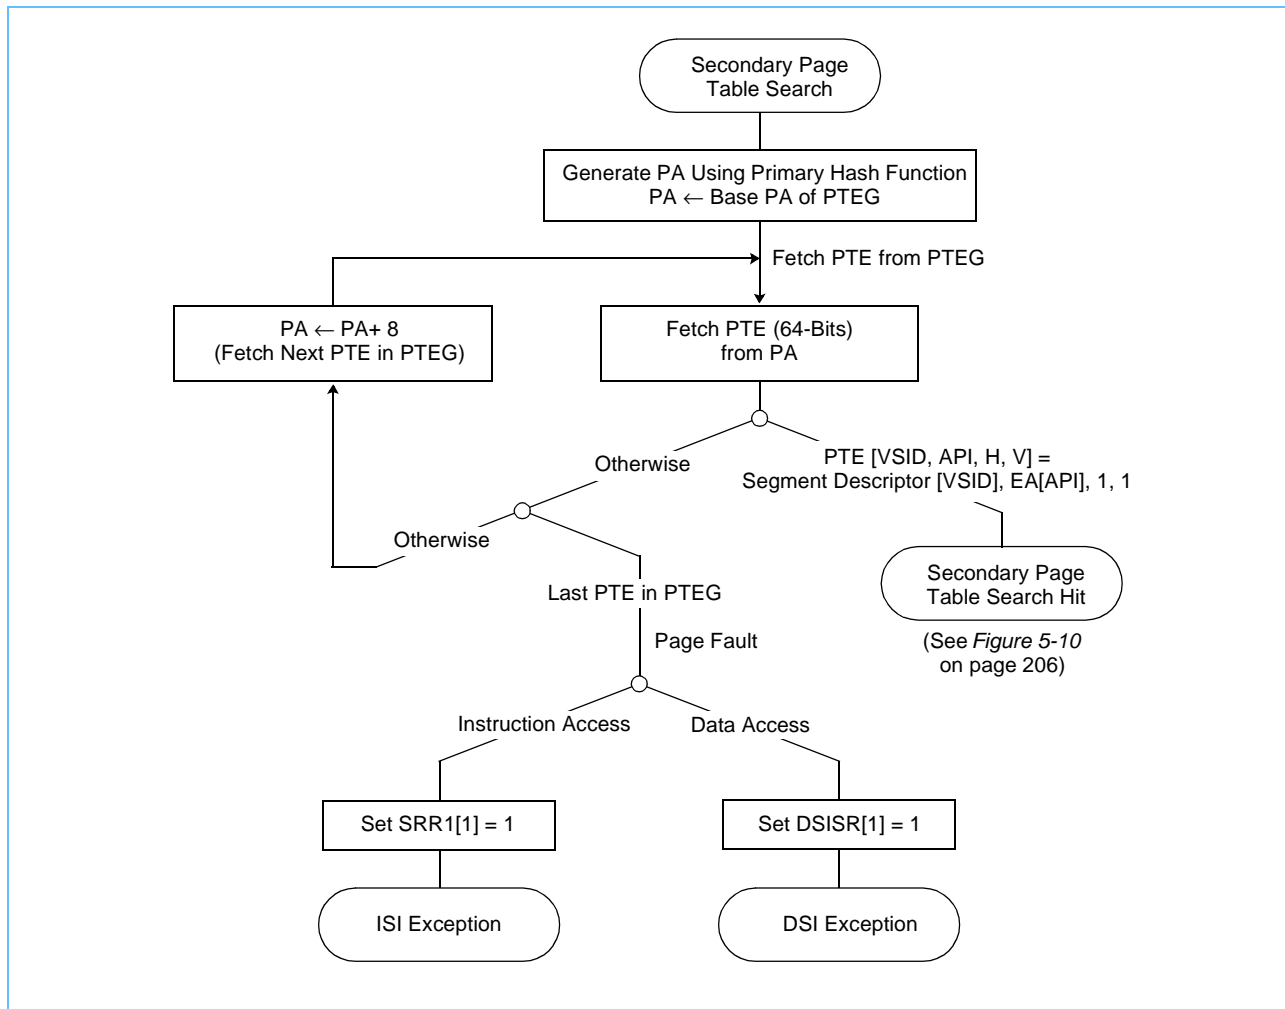 Secondary Page
Table Search
Generate PA Using Primary Hash Function
PA ← Base PA of PTEG
Fetch PTE from PTEG
PA ← PA+ 8
(Fetch Next PTE in PTEG)
Fetch PTE (64-Bits)
from PA
Otherwise
PTE [VSID, API, H, V] =
Segment Descriptor [VSID], EA[API], 1, 1
Otherwise
Last PTE in PTEG
Secondary Page
Table Search Hit
Page Fault
(See Figure 5-10
on page 206)
Instruction Access
Data Access
Set SRR1[1] = 1
Set DSISR[1] = 1
ISI Exception
DSI Exception